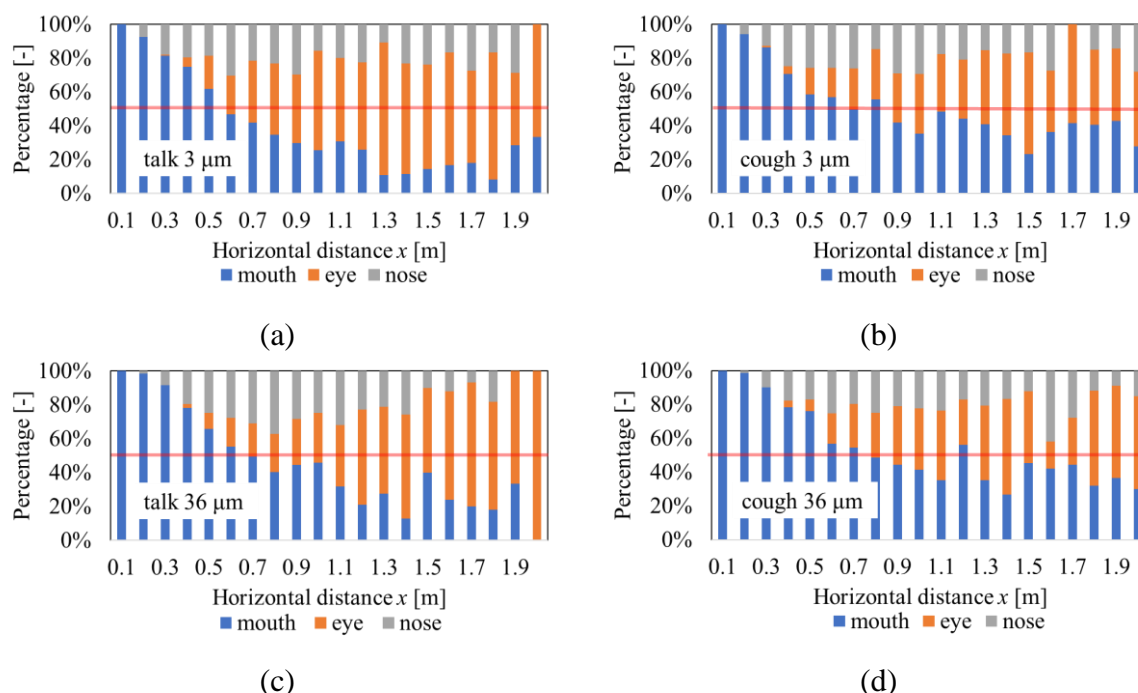 100%
80%
60%
40%
20%
0%
Percentage [-]
talk 3 μm
0.1 0.3 0.5 0.7 0.9 1.1 1.3 1.5 1.7 1.9
Horizontal distance x [m]
mouth eye nose
(a)
100%
80%
60%
40%
20%
0%
Percentage [-]
cough 3 μm
0.1 0.3 0.5 0.7 0.9 1.1 1.3 1.5 1.7 1.9
Horizontal distance x [m]
mouth eye nose
(b)
100%
80%
60%
40%
20%
0%
Percentage [-]
talk 36 μm
0.1 0.3 0.5 0.7 0.9 1.1 1.3 1.5 1.7 1.9
Horizontal distance x [m]
mouth eye nose
(c)
100%
80%
60%
40%
20%
0%
Percentage [-]
cough 36 μm
0.1 0.3 0.5 0.7 0.9 1.1 1.3 1.5 1.7 1.9
Horizontal distance x [m]
mouth eye nose
(d)